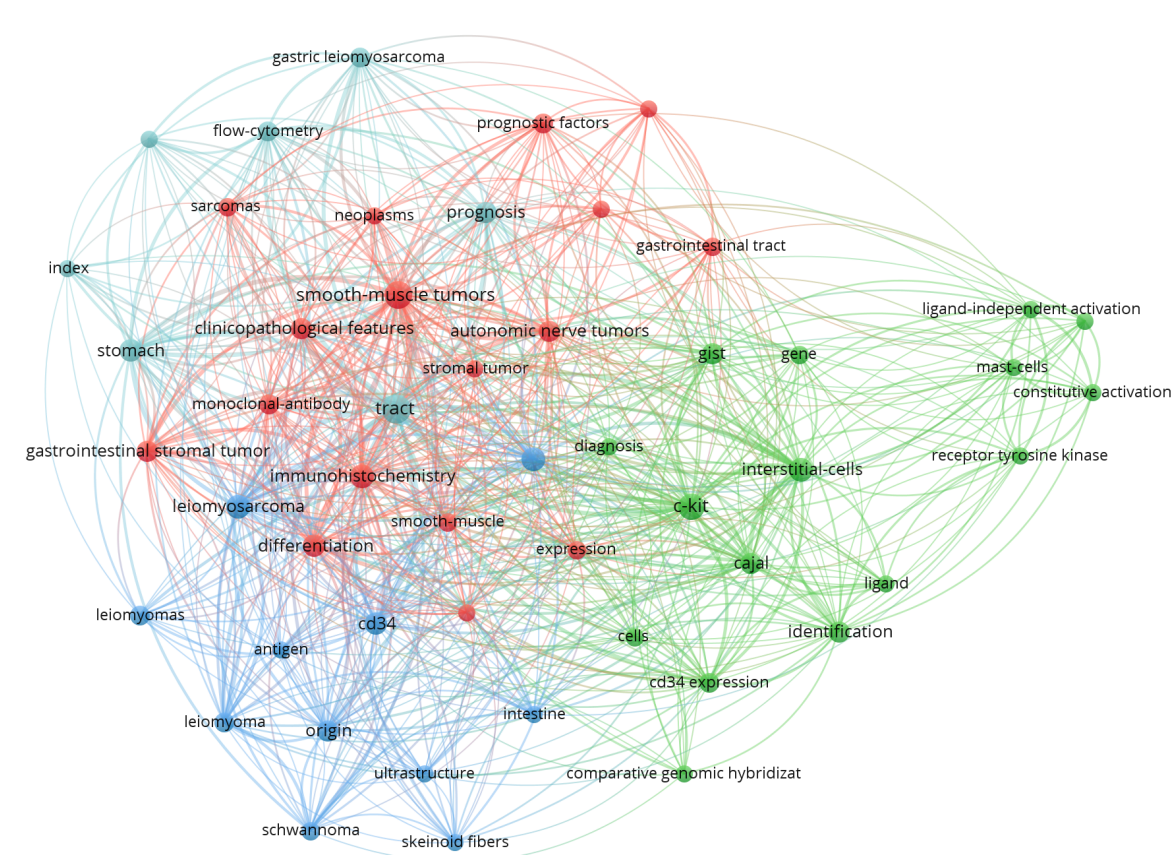 gastric leiomyosarcoma
prognostic factors
flow-cytometry
sarcomas
neoplasms
prognosis
gastrointestinal tract
index
smooth-muscle tumors
ligand-independent activation
clinicopathological features
autonomic nerve tumors
stomach
gist
gene
stromal tumor
mast-cells
constitutive activation
monoclonal-antibody
tract
diagnosis
gastrointestinal stromal tumor
receptor tyrosine kinase
interstitial-cells
immunohistochemistry
leiomyosarcoma
c-kit
smooth-muscle
differentiation
expression
cajal
ligand
leiomyomas
cd34
identification
cells
antigen
cd34 expression
intestine
leiomyoma
origin
ultrastructure
comparative genomic hybridizat
schwannoma
skeinoid fibers